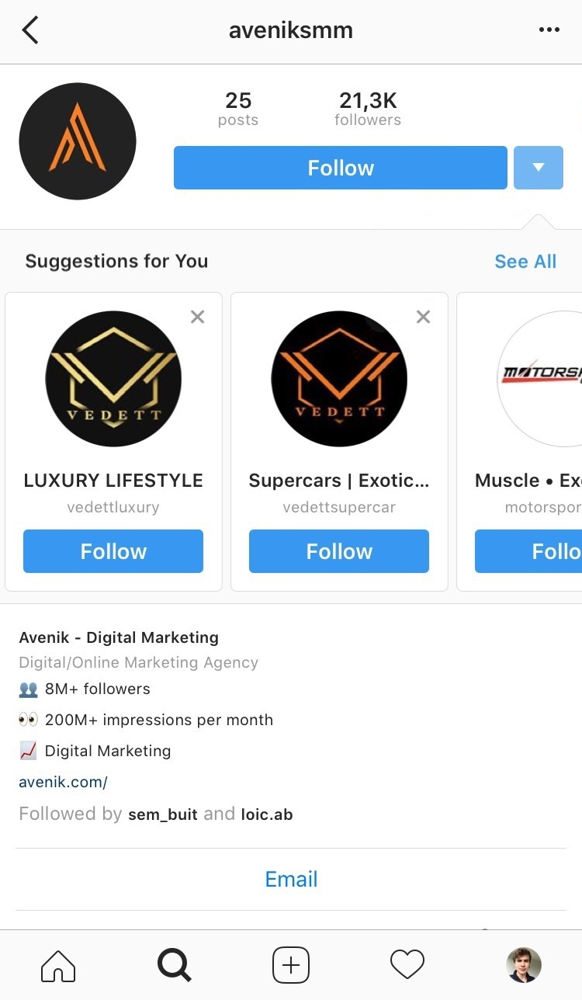 aveniksmm
25 21,3K
posts followers
Follow
Suggestions for You See All
VEDETT VEDETT MOTORSP
LUXURY LIFESTYLE Supercars | Exotic... Muscle • Ex
vedettluxury vedettsupercar motorspor
Follow Follow Follo
Avenik - Digital Marketing
Digital/Online Marketing Agency
👥 8M+ followers
👀 200M+ impressions per month
📈 Digital Marketing
avenik.com/
Followed by sem_buit and loic.ab
Email